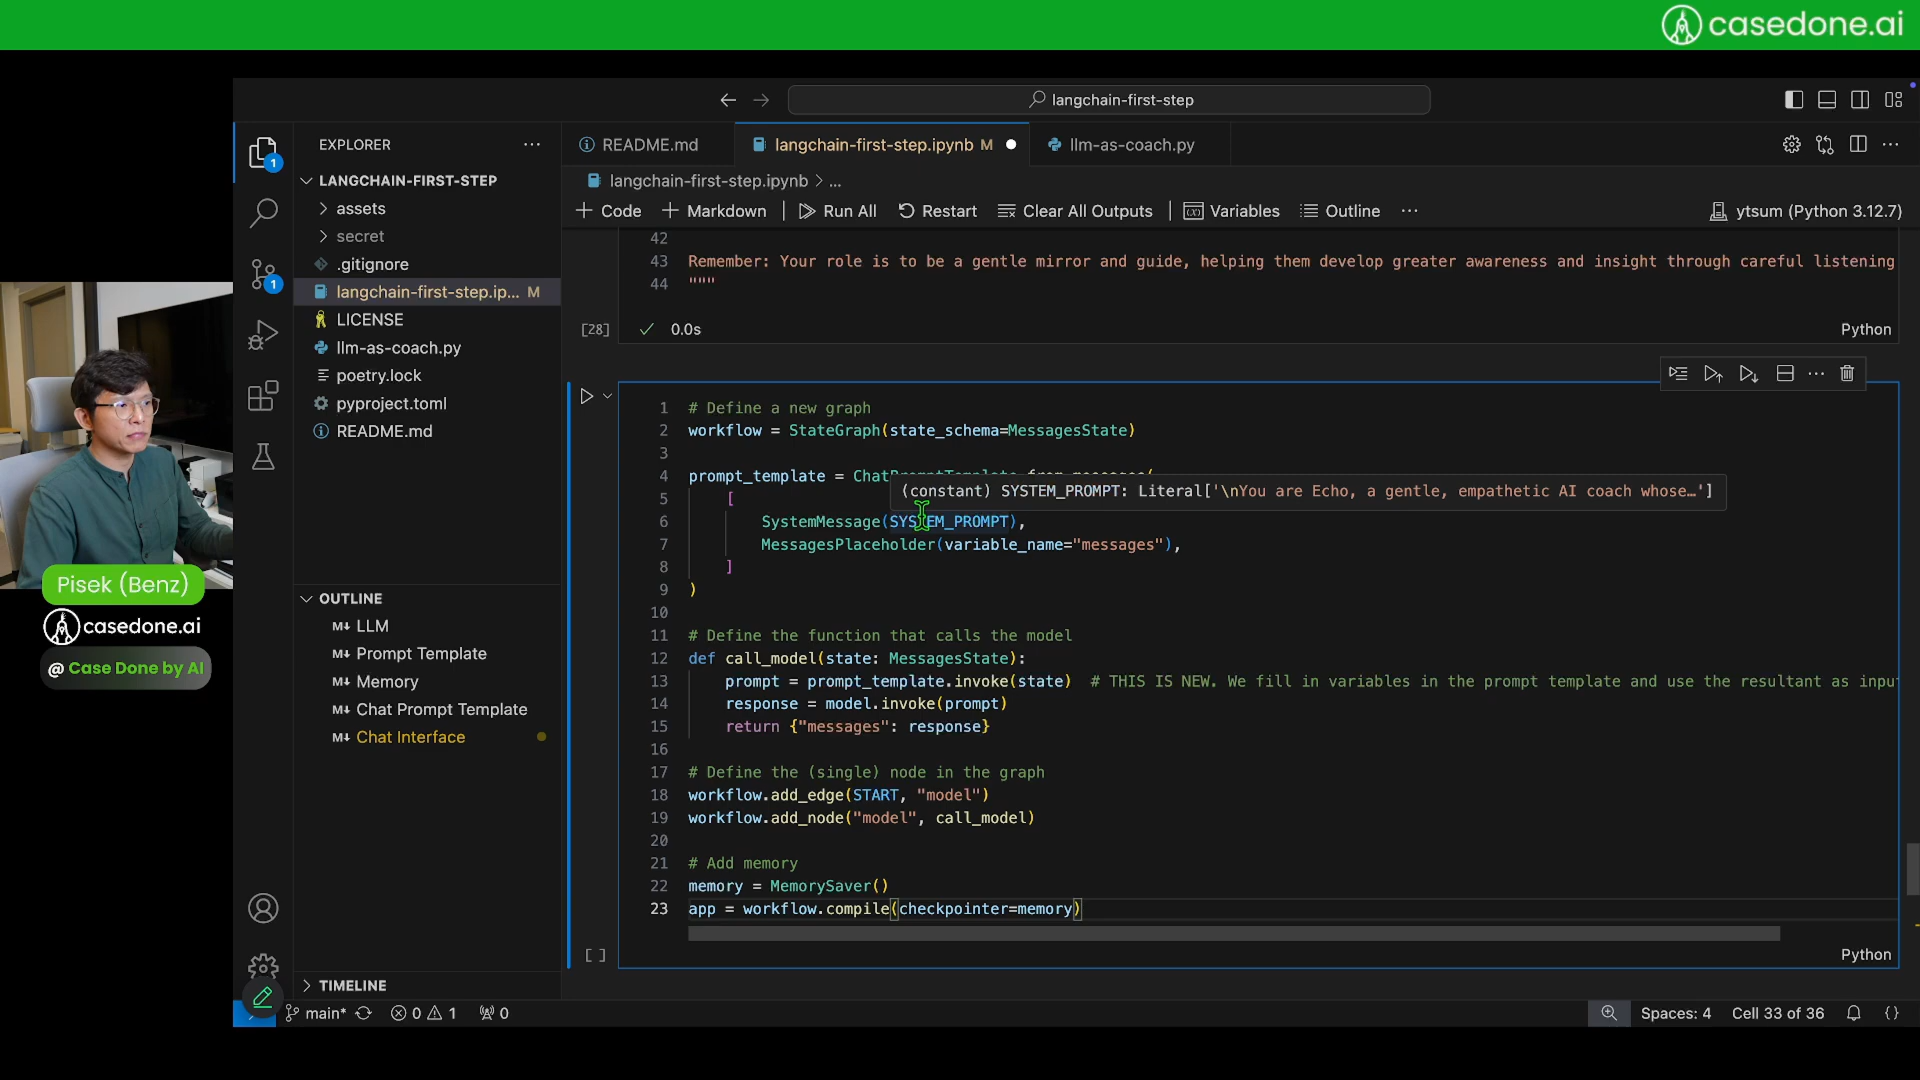 casedone.ai
langchain-first-step
EXPLORER
README.md
langchain-first-step.ipynb M
llm-as-coach.py
LANGCHAIN-FIRST-STEP
langchain-first-step.ipynb > ...
+ Code + Markdown
Run All
Restart
Clear All Outputs
Variables
Outline
ytsum (Python 3.12.7)
1
assets
secret
.gitignore
1
langchain-first-step.ip... M
LICENSE
llm-as-coach.py
poetry.lock
pyproject.toml
README.md
42
43 Remember: Your role is to be a gentle mirror and guide, helping them develop greater awareness and insight through careful listening
44 """
[28] 0.0s Python
1 # Define a new graph
2 workflow = StateGraph(state_schema=MessagesState)
3
4 prompt_template = ChatPromptTemplate.from_messages(
(constant) SYSTEM_PROMPT: Literal['\nYou are Echo, a gentle, empathetic AI coach whose…']
5 [
6 SystemMessage(SYSTEM_PROMPT),
7 MessagesPlaceholder(variable_name="messages"),
8 ]
9 )
10
11 # Define the function that calls the model
12 def call_model(state: MessagesState):
13 prompt = prompt_template.invoke(state) # THIS IS NEW. We fill in variables in the prompt template and use the resultant as inpu
14 response = model.invoke(prompt)
15 return {"messages": response}
16
17 # Define the (single) node in the graph
18 workflow.add_edge(START, "model")
19 workflow.add_node("model", call_model)
20
21 # Add memory
22 memory = MemorySaver()
23 app = workflow.compile(checkpointer=memory)
[ ] Python
Pisek (Benz)
casedone.ai
@ Case Done by AI
OUTLINE
M↓ LLM
M↓ Prompt Template
M↓ Memory
M↓ Chat Prompt Template
M↓ Chat Interface
TIMELINE
main* 0 1 0
Spaces: 4 Cell 33 of 36